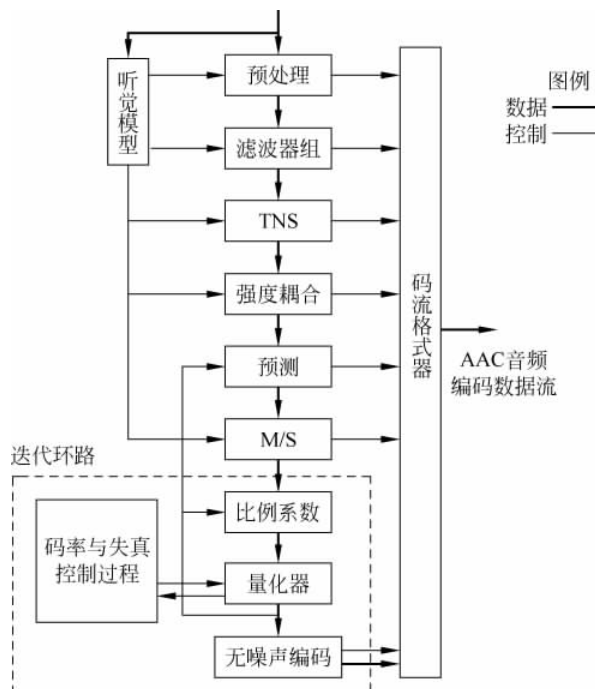 听觉模型
预处理
滤波器组
TNS
强度耦合
预测
M/S
迭代环路
码率与失真
控制过程
比例系数
量化器
无噪声编码
码流格式器
图例
数据
控制
AAC音频
编码数据流